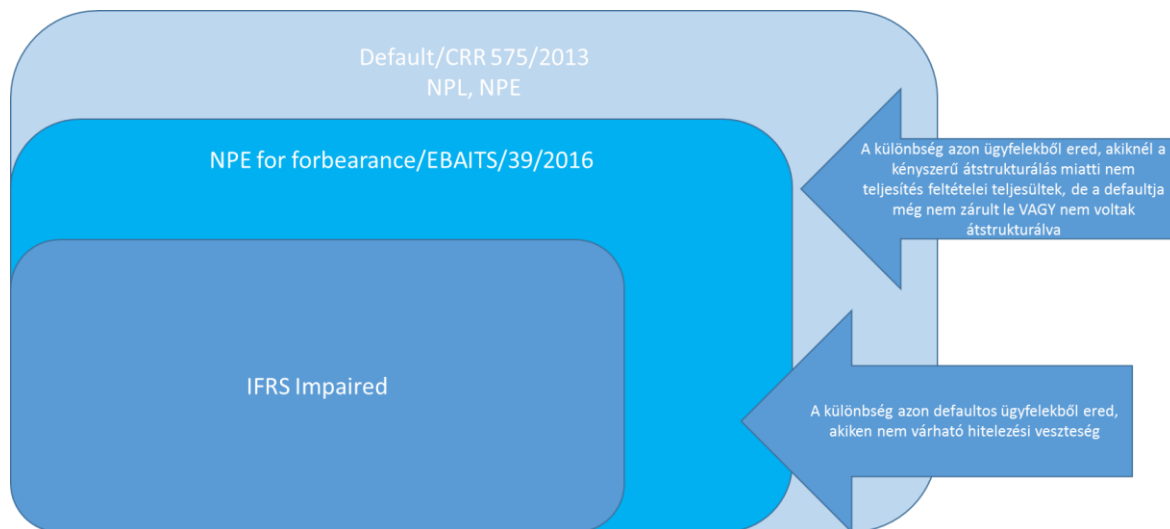 Default/CRR 575/2013
NPL, NPE
NPE for forbearance/EBAITS/39/2016
A különbség azon ügyfelekből ered, akiknél a
kényszerű átstrukturálás miatti nem
teljesítés feltételei teljesültek, de a defaultja
még nem zárult le VAGY nem voltak
átstrukturálva
IFRS Impaired
A különbség azon defaultos ügyfelekből ered,
akiken nem várható hitelezési veszteség